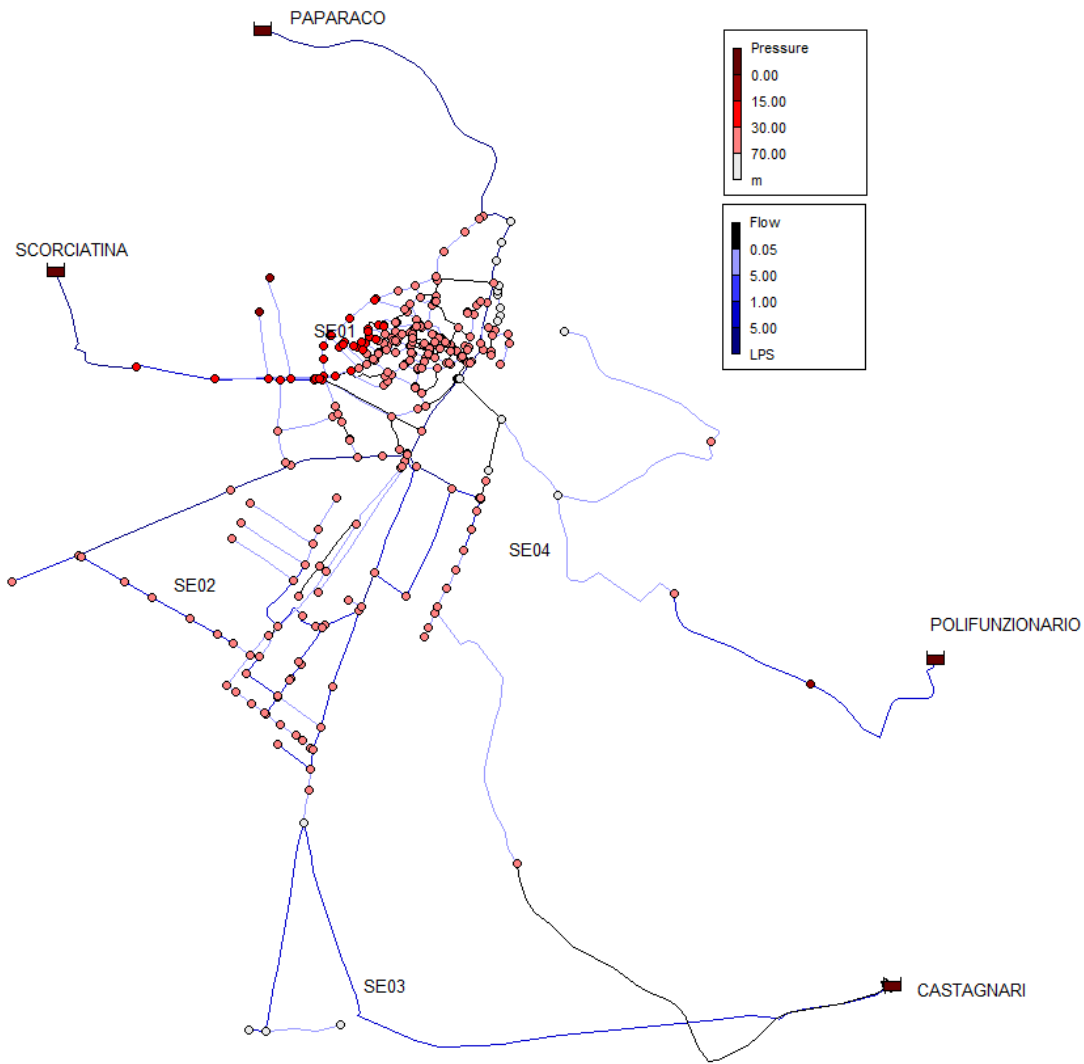 PAPARACO
Pressure
0.00
15.00
30.00
70.00
m
Flow
0.05
5.00
1.00
5.00
LPS
SCORCIATINA
SE01
SE04
SE02
POLIFUNZIONARIO
SE03
CASTAGNARI